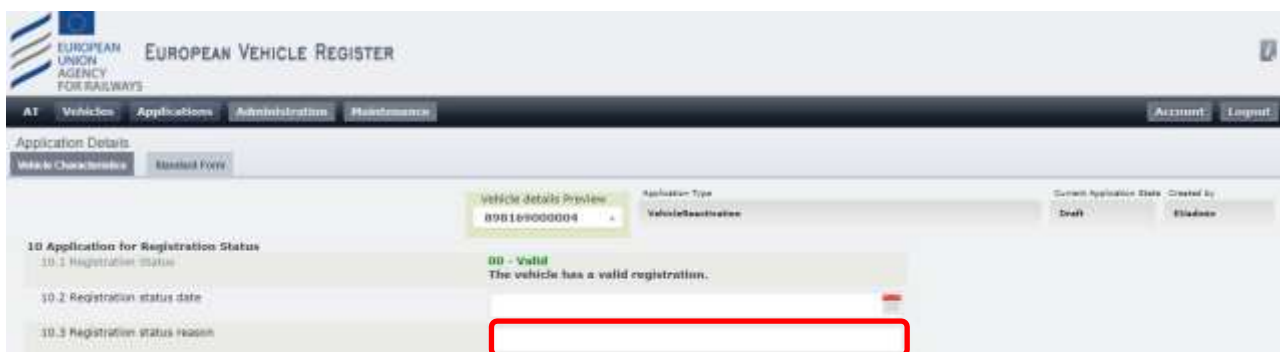 EUROPEAN
UNION
AGENCY
FOR RAILWAYS
EUROPEAN VEHICLE REGISTER
AT Vehicles Applications Administration Maintenance Account Logout
Application Details
Vehicle Characteristics Standard Form
Vehicle details Preview Application Type Current Application State Created by
898169000004 VehicleReactivation Draft
10 Application for Registration Status
10.1 Registration Status 00 - Valid
The vehicle has a valid registration.
10.2 Registration status date
10.3 Registration status reason